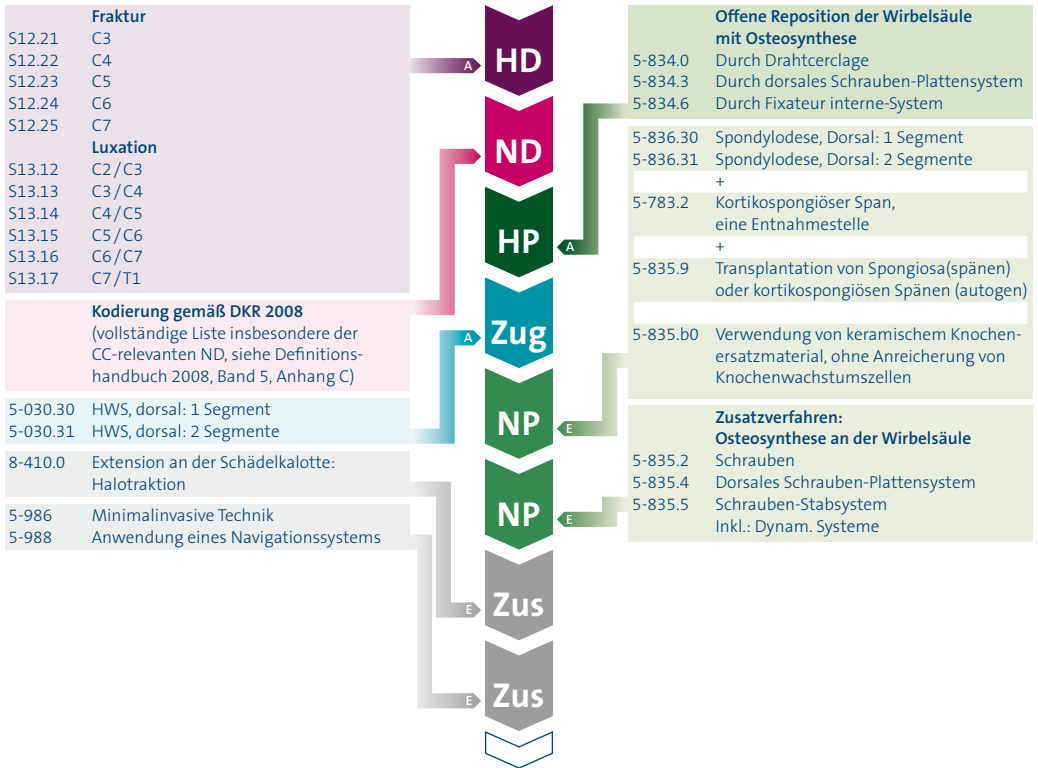 Fraktur
S12.21 C3
S12.22 C4
S12.23 C5
S12.24 C6
S12.25 C7
Luxation
S13.12 C2/C3
S13.13 C3/C4
S13.14 C4/C5
S13.15 C5/C6
S13.16 C6/C7
S13.17 C7/T1
Kodierung gemäß DKR 2008
(vollständige Liste insbesondere der
CC-relevanten ND, siehe Definitions-
handbuch 2008, Band 5, Anhang C)
5-030.30 HWS, dorsal: 1 Segment
5-030.31 HWS, dorsal: 2 Segmente
8-410.0 Extension an der Schädelkalotte:
Halotraktion
5-986 Minimalinvasive Technik
5-988 Anwendung eines Navigationssystems
A HD
ND
HP A
A Zug
NP E
NP E
E Zus
E Zus
Offene Reposition der Wirbelsäule
mit Osteosynthese
5-834.0 Durch Drahtcerclage
5-834.3 Durch dorsales Schrauben-Plattensystem
5-834.6 Durch Fixateur interne-System
5-836.30 Spondylodese, Dorsal: 1 Segment
5-836.31 Spondylodese, Dorsal: 2 Segmente
+
5-783.2 Kortikospongiöser Span,
eine Entnahmestelle
+
5-835.9 Transplantation von Spongiosa(spänen)
oder kortikospongiösen Spänen (autogen)
5-835.b0 Verwendung von keramischem Knochen-
ersatzmaterial, ohne Anreicherung von
Knochenwachstumszellen
Zusatzverfahren:
Osteosynthese an der Wirbelsäule
5-835.2 Schrauben
5-835.4 Dorsales Schrauben-Plattensystem
5-835.5 Schrauben-Stabsystem
Inkl.: Dynam. Systeme